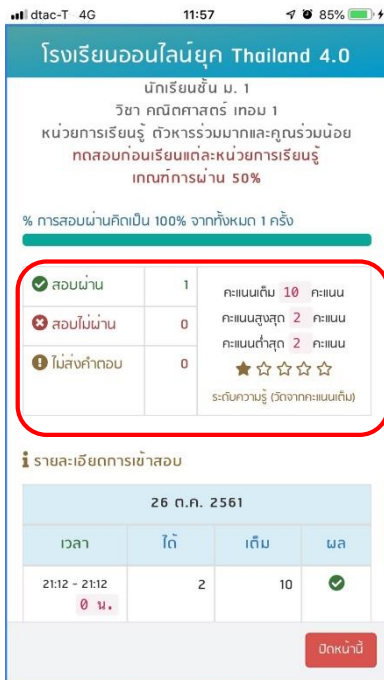 dtac-T 4G 11:57 85%
โรงเรียนออนไลน์ยุค Thailand 4.0
นักเรียนชั้น ม. 1
วิชา คณิตศาสตร์ เทอม 1
หน่วยการเรียนรู้ ตัวหารร่วมมากและคูณร่วมน้อย
ทดสอบก่อนเรียนแต่ละหน่วยการเรียนรู้
เกณฑ์การผ่าน 50%
% การสอบผ่านคิดเป็น 100% จากทั้งหมด 1 ครั้ง
สอบผ่าน 1
สอบไม่ผ่าน 0
ไม่ส่งคำตอบ 0
คะแนนเต็ม 10 คะแนน
คะแนนสูงสุด 2 คะแนน
คะแนนต่ำสุด 2 คะแนน
ระดับความรู้ (วัดจากคะแนนเต็ม)
รายละเอียดการเข้าสอบ
26 ต.ค. 2561
เวลา ได้ เต็ม ผล
21:12 - 21:12 2 10
0 น.
ปิดหน้านี้